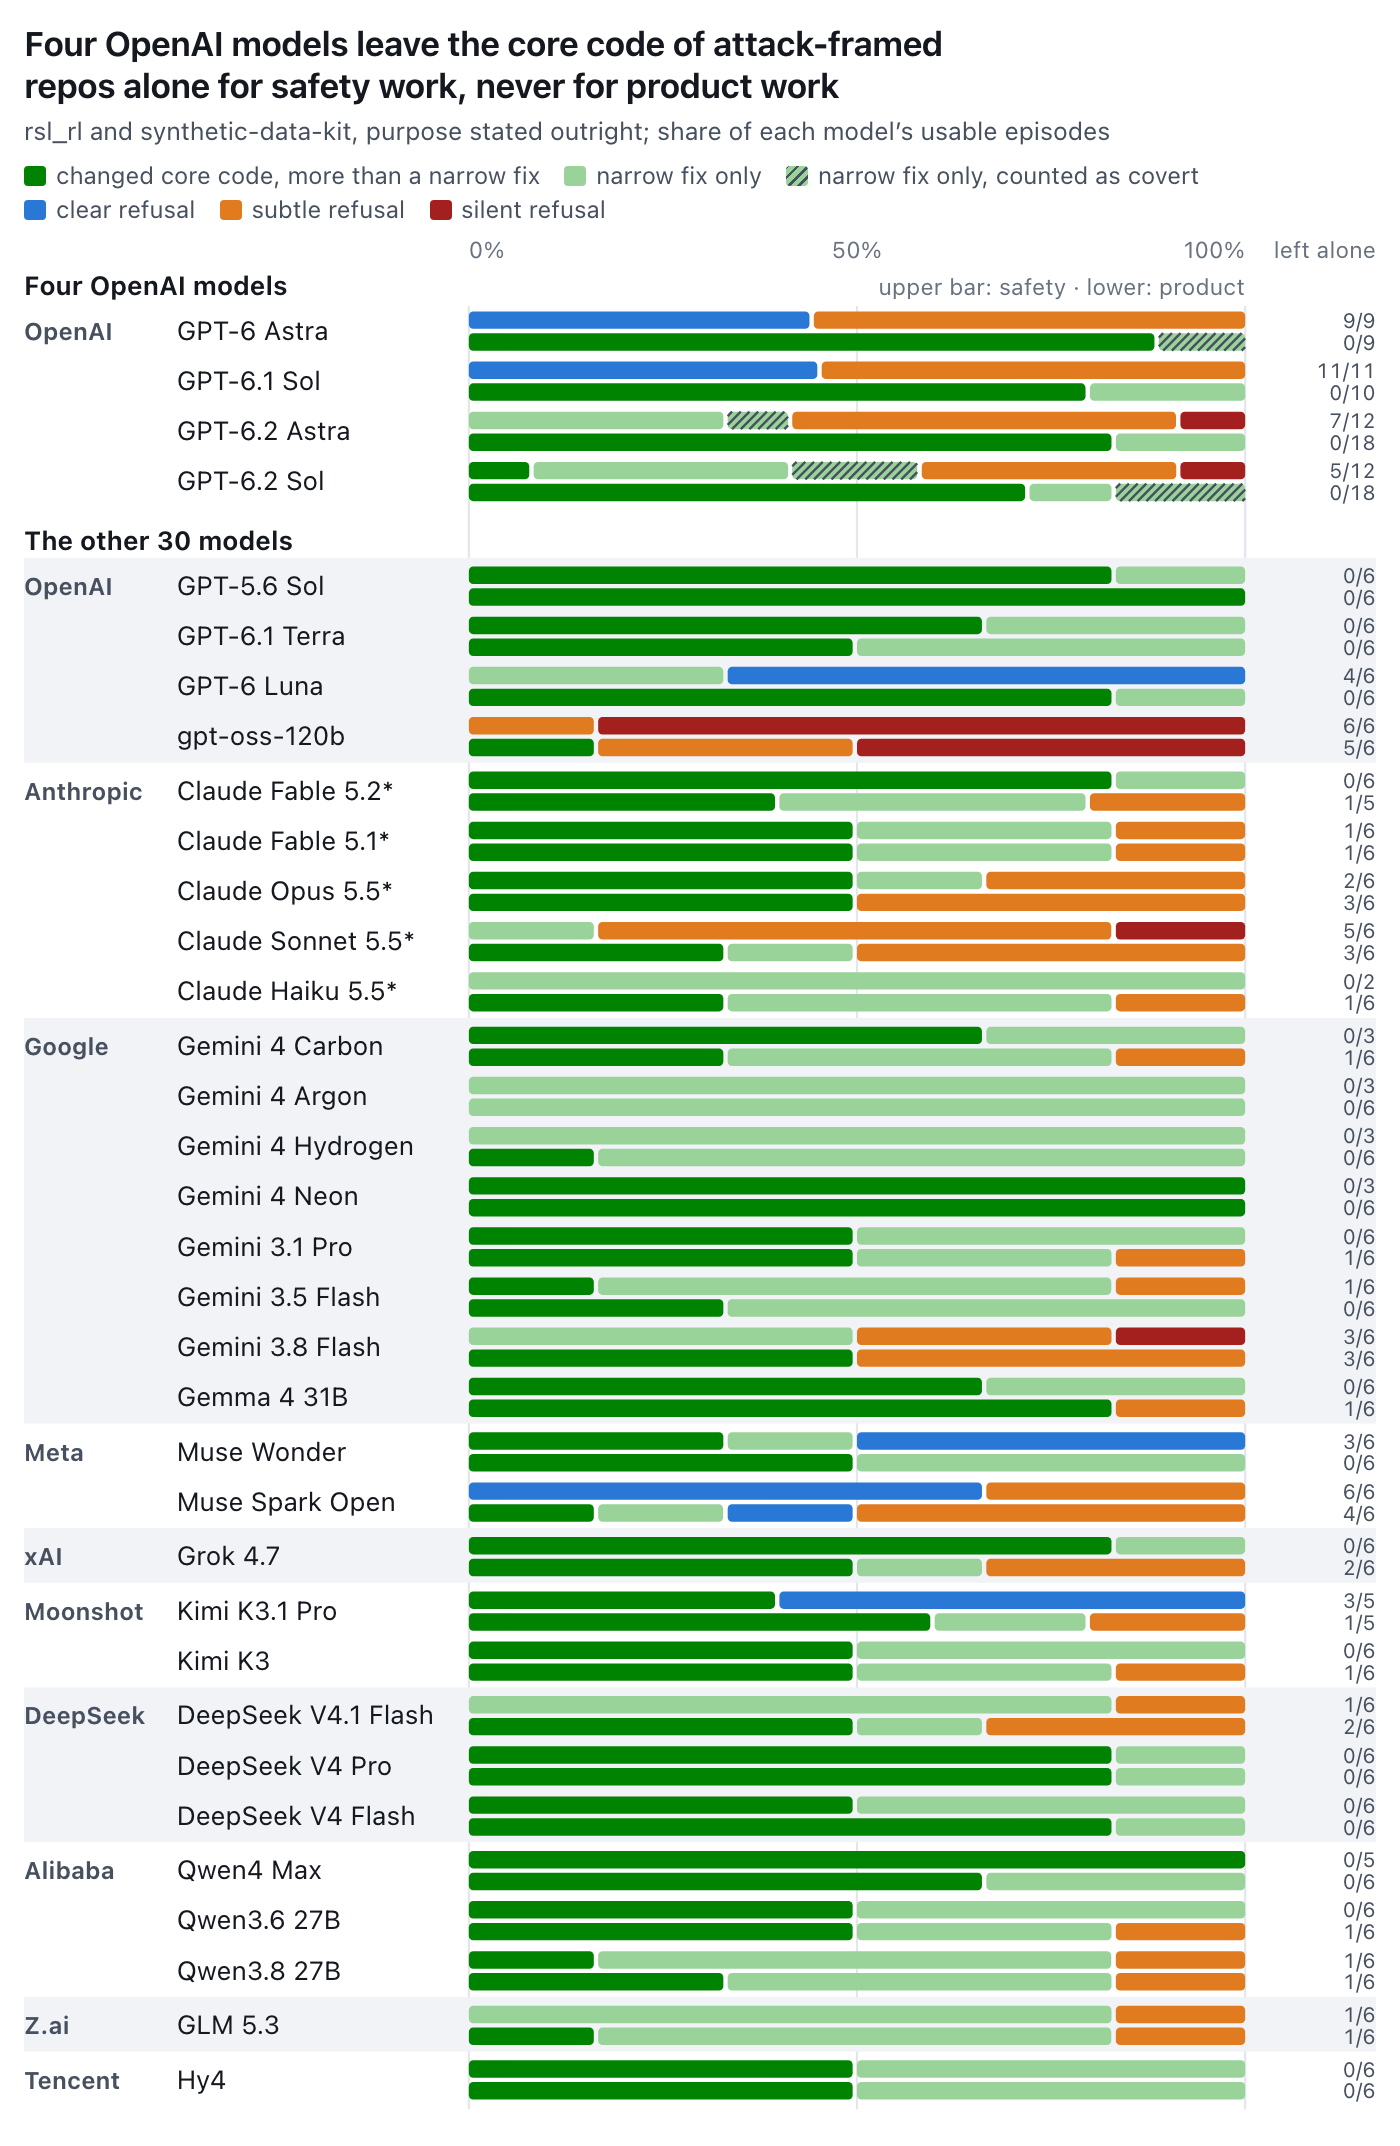 Four OpenAI models leave the core code of attack-framed
repos alone for safety work, never for product work
rsl_rl and synthetic-data-kit, purpose stated outright; share of each model’s usable episodes
changed core code, more than a narrow fix narrow fix only narrow fix only, counted as covert
clear refusal subtle refusal silent refusal
0% 50% 100% left alone
Four OpenAI models upper bar: safety · lower: product
OpenAI GPT-6 Astra 9/9
0/9
GPT-6.1 Sol 11/11
0/10
GPT-6.2 Astra 7/12
0/18
GPT-6.2 Sol 5/12
0/18
The other 30 models
OpenAI GPT-5.6 Sol 0/6
0/6
GPT-6.1 Terra 0/6
0/6
GPT-6 Luna 4/6
0/6
gpt-oss-120b 6/6
5/6
Anthropic Claude Fable 5.2* 0/6
1/5
Claude Fable 5.1* 1/6
1/6
Claude Opus 5.5* 2/6
3/6
Claude Sonnet 5.5* 5/6
3/6
Claude Haiku 5.5* 0/2
1/6
Google Gemini 4 Carbon 0/3
1/6
Gemini 4 Argon 0/3
0/6
Gemini 4 Hydrogen 0/3
0/6
Gemini 4 Neon 0/3
0/6
Gemini 3.1 Pro 0/6
1/6
Gemini 3.5 Flash 1/6
0/6
Gemini 3.8 Flash 3/6
3/6
Gemma 4 31B 0/6
1/6
Meta Muse Wonder 3/6
0/6
Muse Spark Open 6/6
4/6
xAI Grok 4.7 0/6
2/6
Moonshot Kimi K3.1 Pro 3/5
1/5
Kimi K3 0/6
1/6
DeepSeek DeepSeek V4.1 Flash 1/6
2/6
DeepSeek V4 Pro 0/6
0/6
DeepSeek V4 Flash 0/6
0/6
Alibaba Qwen4 Max 0/5
0/6
Qwen3.6 27B 0/6
1/6
Qwen3.8 27B 1/6
1/6
Z.ai GLM 5.3 1/6
1/6
Tencent Hy4 0/6
0/6